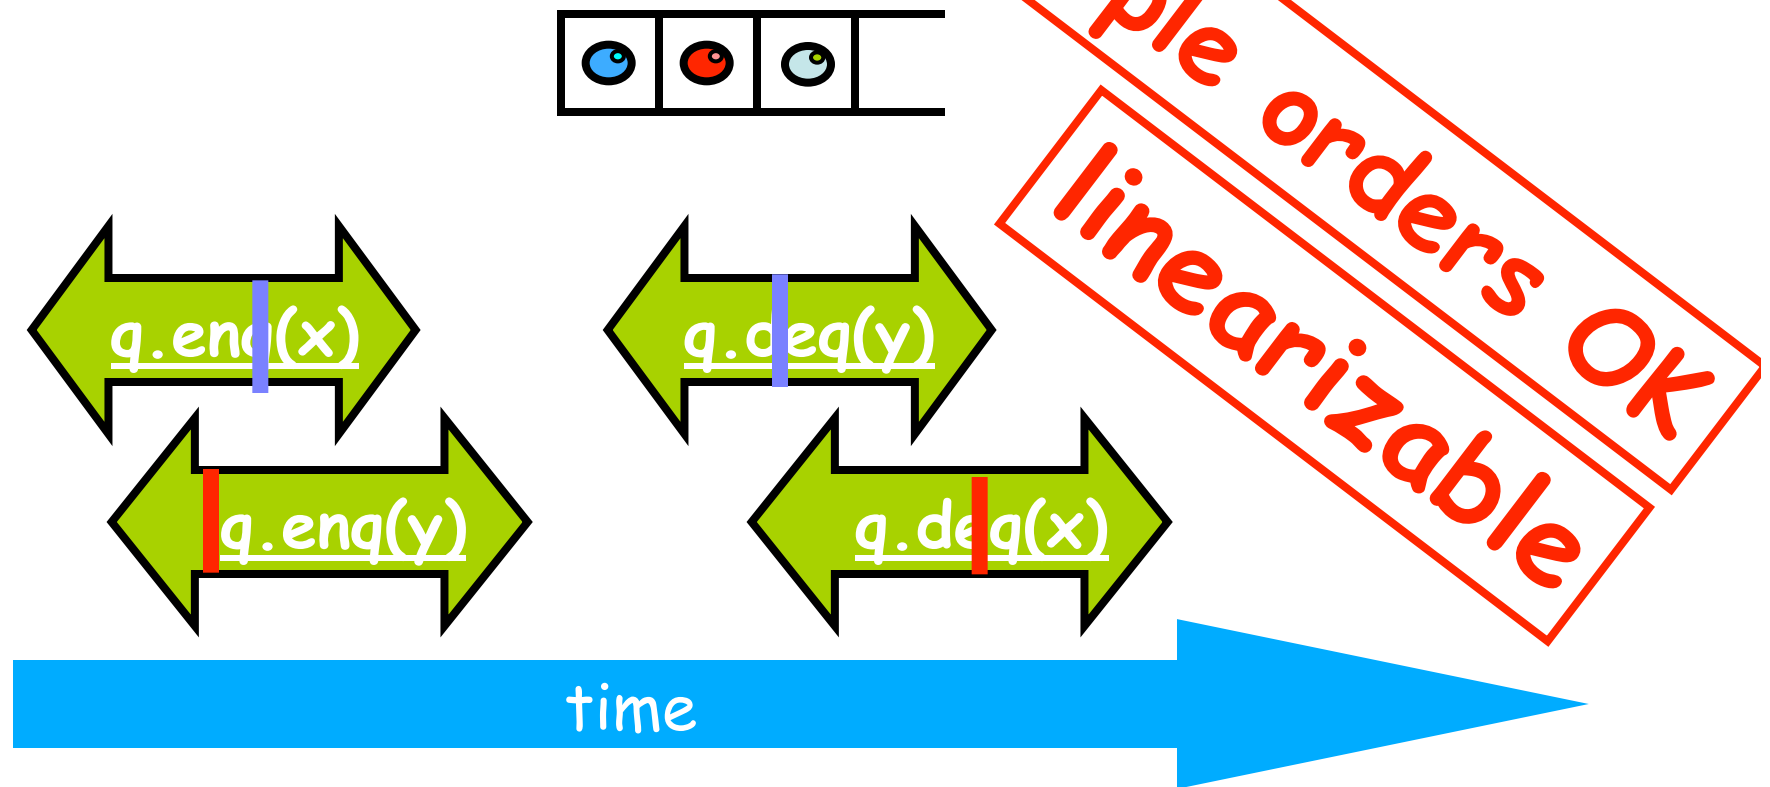 q.enq(x)
q.deq(y)
q.enq(y)
q.deq(x)
ple orders OK
linearizable
time